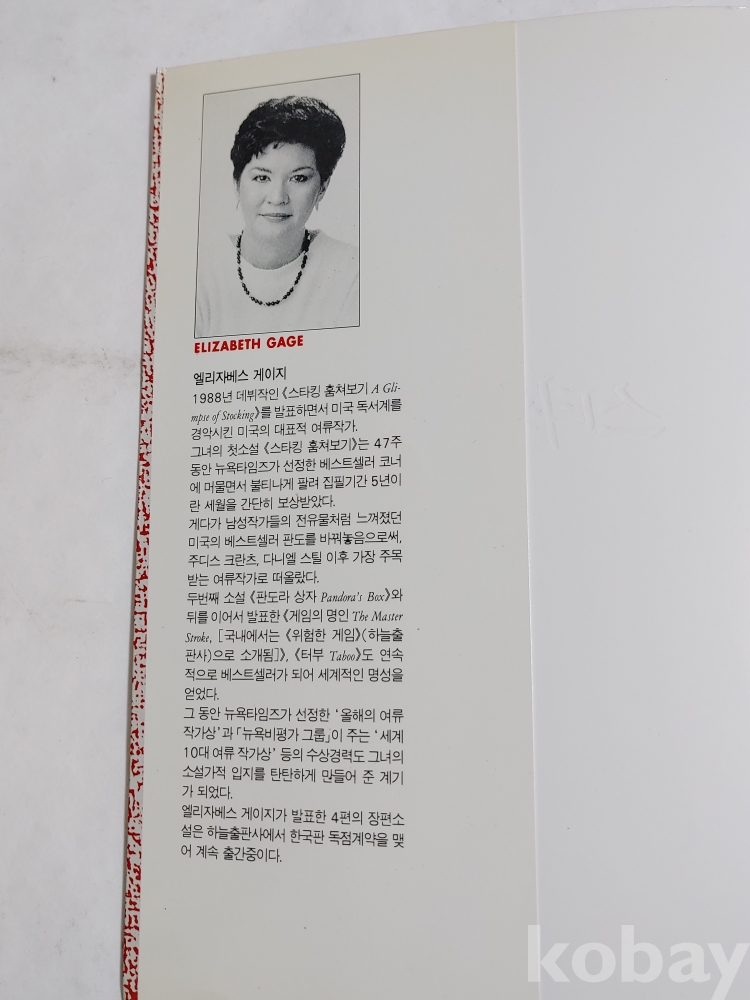 ELIZABETH GAGE
엘리자베스 게이지
1988년 데뷔작인 《스타킹 훔쳐보기 A Gli-
mpse of Stocking》를 발표하면서 미국 독서계를
경악시킨 미국의 대표적 여류작가.
그녀의 첫소설 《스타킹 훔쳐보기》는 47주
동안 뉴욕타임즈가 선정한 베스트셀러 코너
에 머물면서 불티나게 팔려 집필기간 5년이
란 세월을 간단히 보상받았다.
게다가 남성작가들의 전유물처럼 느껴졌던
미국의 베스트셀러 판도를 바꿔놓음으로써,
주디스 크란츠, 다니엘 스틸 이후 가장 주목
받는 여류작가로 떠올랐다.
두번째 소설 《판도라 상자 Pandora's Box》와
뒤를 이어서 발표한 《게임의 명인 The Master
Stroke, [국내에서는 《위험한 게임》(하늘출
판사)으로 소개됨]》, 《터부 Taboo》도 연속
적으로 베스트셀러가 되어 세계적인 명성을
얻었다.
그 동안 뉴욕타임즈가 선정한 '올해의 여류
작가상'과 「뉴욕비평가 그룹」이 주는 '세계
10대 여류 작가상' 등의 수상경력도 그녀의
소설가적 입지를 탄탄하게 만들어 준 계기
가 되었다.
엘리자베스 게이지가 발표한 4편의 장편소
설은 하늘출판사에서 한국판 독점계약을 맺
어 계속 출간중이다.
kobay